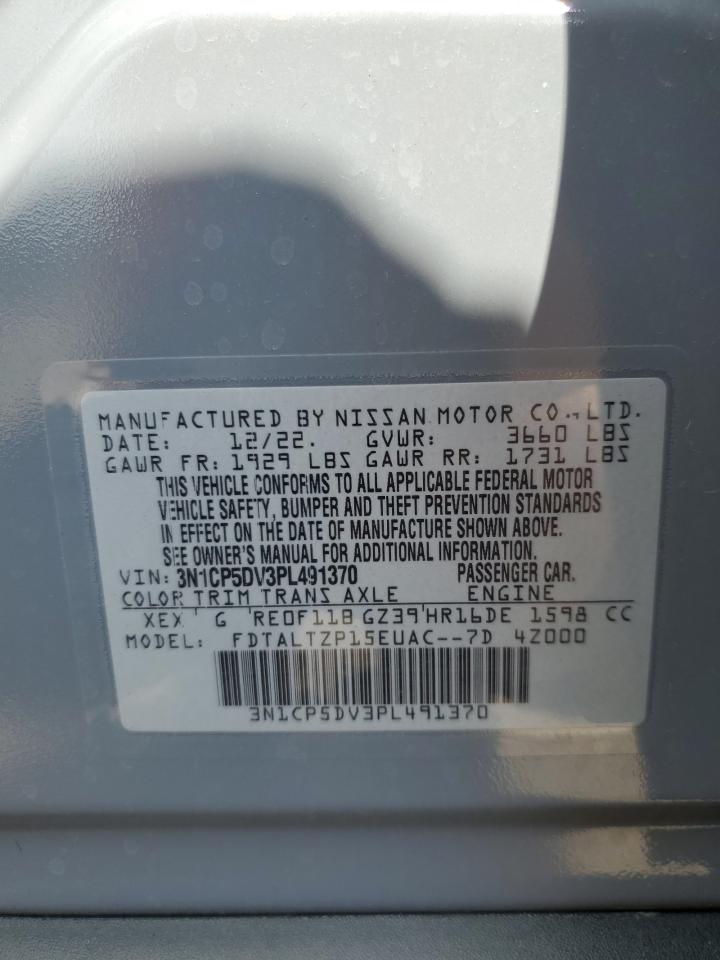 MANUFACTURED BY NISSAN MOTOR CO.,LTD.
DATE: 12/22. GVWR: 3660 LBS
GAWR FR: 1929 LBS GAWR RR: 1731 LBS
THIS VEHICLE CONFORMS TO ALL APPLICABLE FEDERAL MOTOR
VEHICLE SAFETY, BUMPER AND THEFT PREVENTION STANDARDS
IN EFFECT ON THE DATE OF MANUFACTURE SHOWN ABOVE.
SEE OWNER'S MANUAL FOR ADDITIONAL INFORMATION.
VIN: 3N1CP5DV3PL491370 PASSENGER CAR.
COLOR TRIM TRANS AXLE ENGINE
XEX G RE0F11B GZ39 HR16DE 1598 CC
MODEL: FDTALTZP15EUAC--7D 4Z000
3N1CP5DV3PL491370